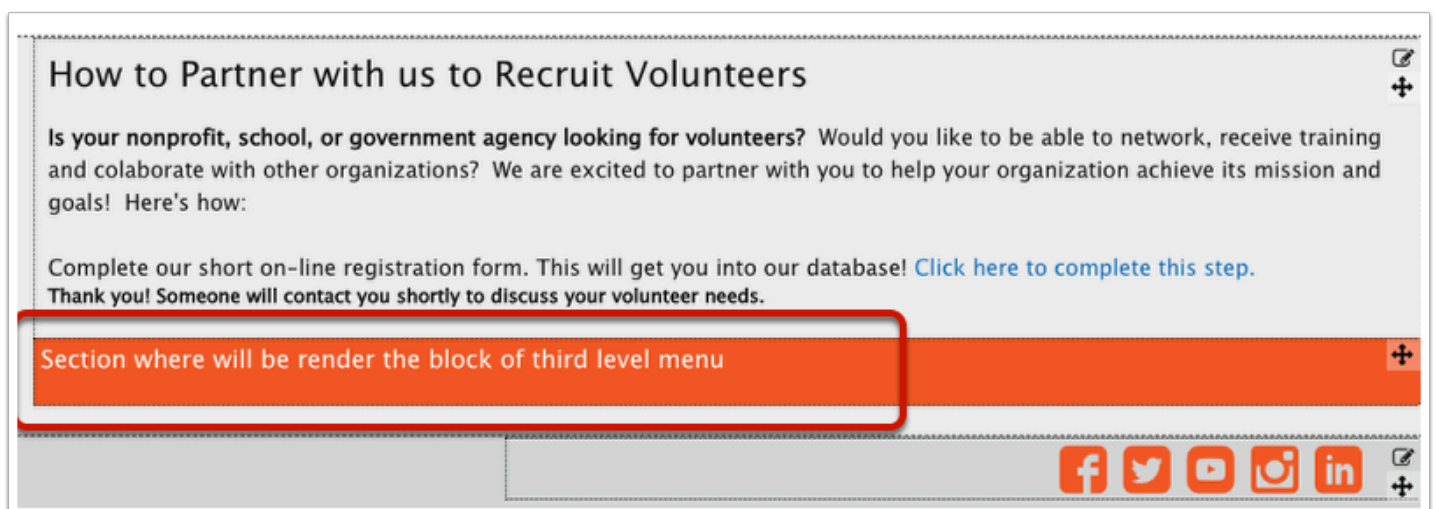 How to Partner with us to Recruit Volunteers
Is your nonprofit, school, or government agency looking for volunteers?  Would you like to be able to network, receive training
and colaborate with other organizations?  We are excited to partner with you to help your organization achieve its mission and
goals!  Here's how:
Complete our short on-line registration form. This will get you into our database! Click here to complete this step.
Thank you! Someone will contact you shortly to discuss your volunteer needs.
Section where will be render the block of third level menu